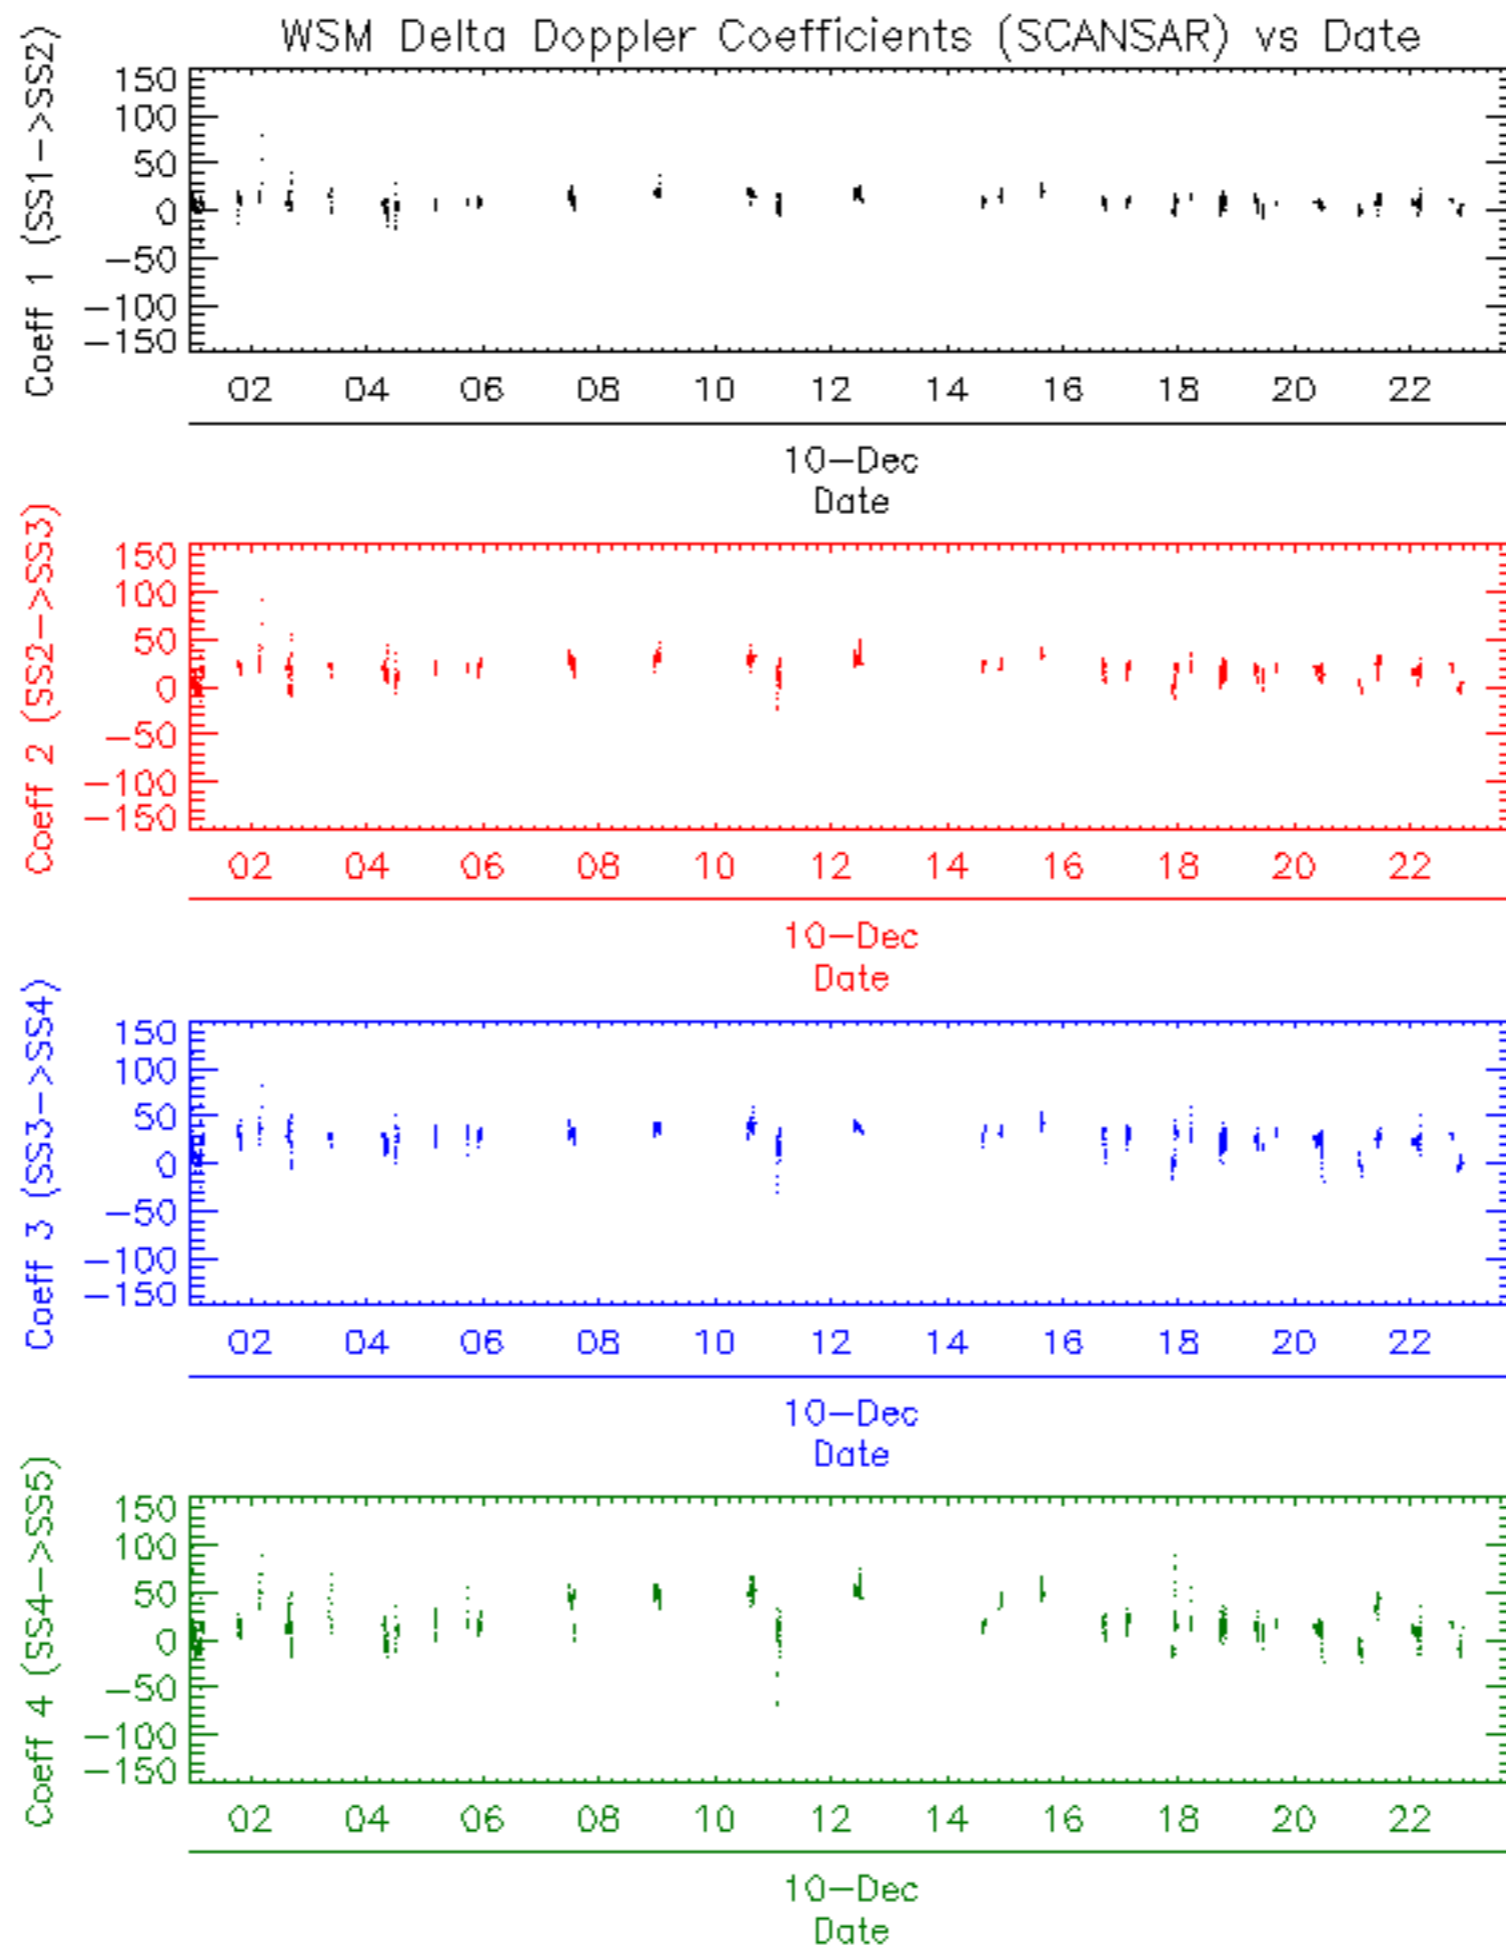 WSM Delta Doppler Coefficients (SCANSAR) vs Date
Coeff 1 (SS1->SS2)
150
100
50
0
-50
-100
-150
02 04 06 08 10 12 14 16 18 20 22
10-Dec
Date
Coeff 2 (SS2->SS3)
150
100
50
0
-50
-100
-150
02 04 06 08 10 12 14 16 18 20 22
10-Dec
Date
Coeff 3 (SS3->SS4)
150
100
50
0
-50
-100
-150
02 04 06 08 10 12 14 16 18 20 22
10-Dec
Date
Coeff 4 (SS4->SS5)
150
100
50
0
-50
-100
-150
02 04 06 08 10 12 14 16 18 20 22
10-Dec
Date